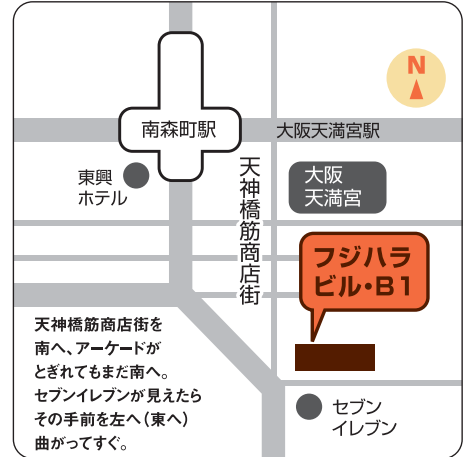 N
南森町駅
大阪天満宮駅
東興
ホテル
天神橋筋商店街
大阪
天満宮
フジハラ
ビル・B1
天神橋筋商店街を
南へ、アーケードが
とぎれてもまだ南へ。
セブンイレブンが見えたら
その手前を左へ(東へ)
曲がってすぐ。
セブン
イレブン